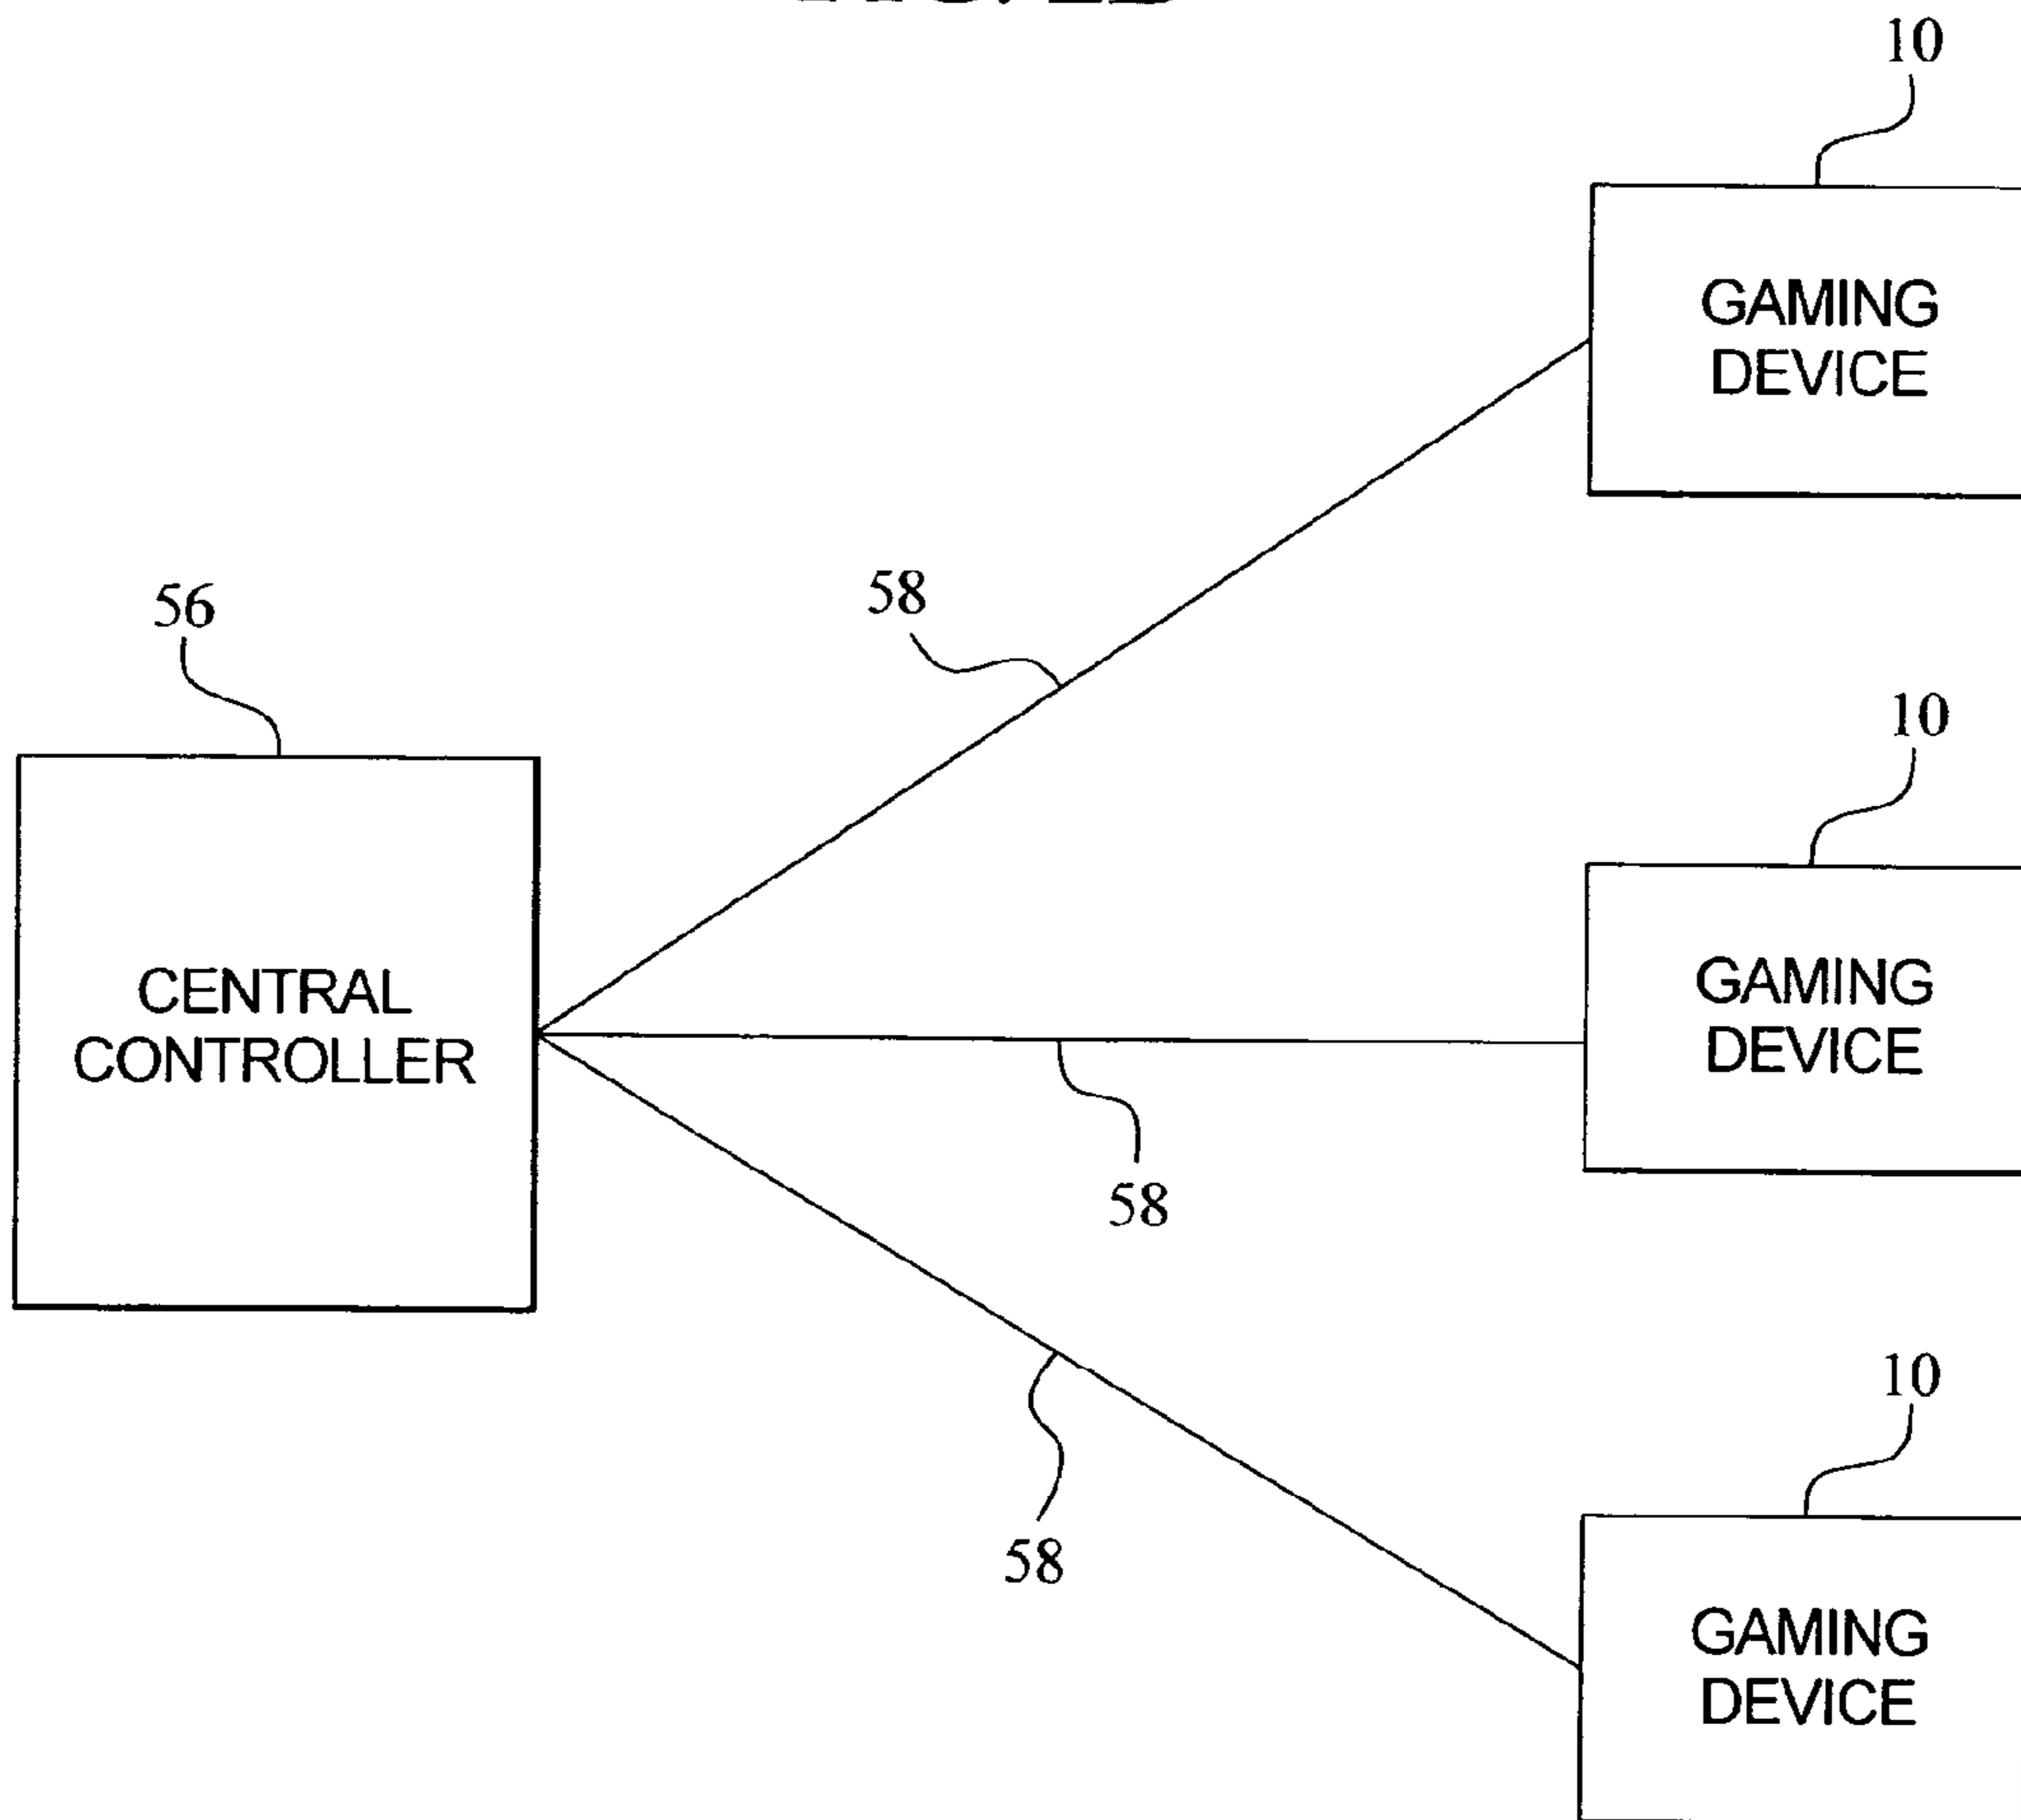 10
GAMING
DEVICE
58
56
10
CENTRAL
CONTROLLER
GAMING
DEVICE
58
10
58
GAMING
DEVICE